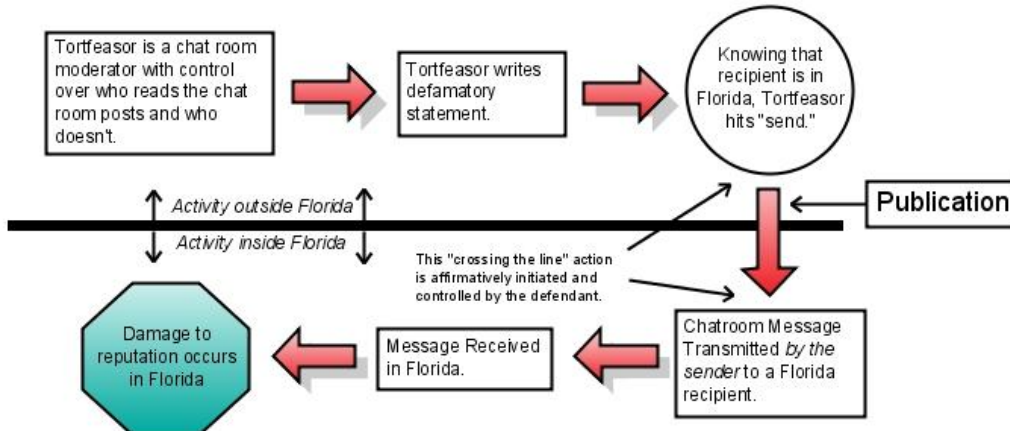 Tortfeasor is a chat room
moderator with control
over who reads the chat
room posts and who
doesn't.
Tortfeasor writes
defamatory
statement.
Knowing that
recipient is in
Florida, Tortfeasor
hits "send."
Publication
Activity outside Florida
Activity inside Florida
This "crossing the line" action
is affirmatively initiated and
controlled by the defendant.
Chatroom Message
Transmitted by the
sender to a Florida
recipient.
Message Received
in Florida.
Damage to
reputation occurs
in Florida